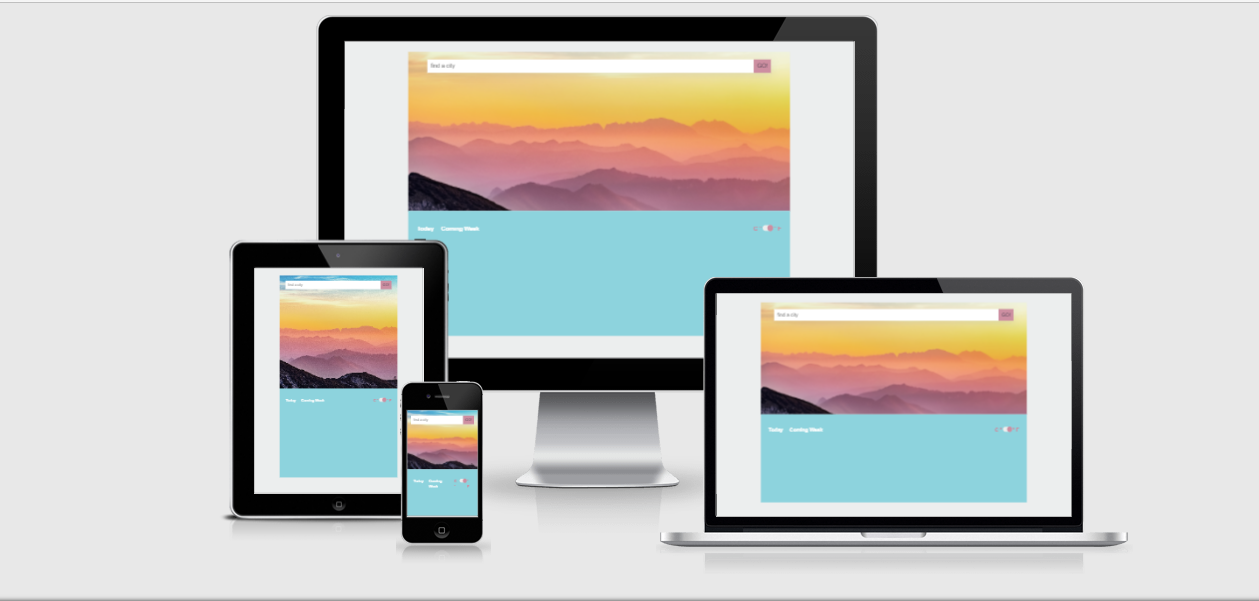 find a city
GO!
Today Coming Week
find a city
GO!
Today Coming Week
find a city
GO!
Today Coming Week
C F
find a city
GO!
Today Coming
Week